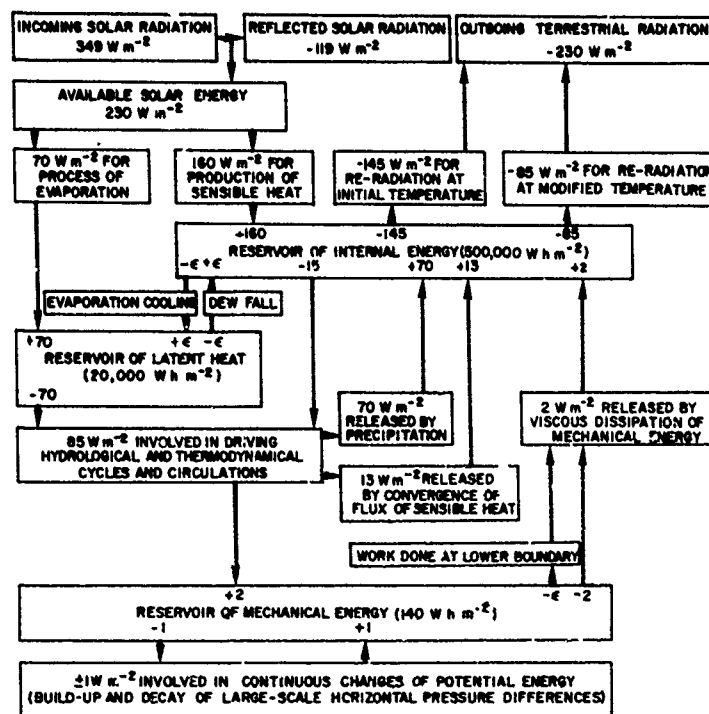 INCOMING SOLAR RADIATION
349 W m⁻²
REFLECTED SOLAR RADIATION
-119 W m⁻²
OUTGOING TERRESTRIAL RADIATION
-230 W m⁻²
AVAILABLE SOLAR ENERGY
230 W m⁻²
70 W m⁻² FOR
PROCESS OF
EVAPORATION
160 W m⁻² FOR
PRODUCTION OF
SENSIBLE HEAT
-145 W m⁻² FOR
RE-RADIATION AT
INITIAL TEMPERATURE
-85 W m⁻² FOR RE-RADIATION
AT MODIFIED TEMPERATURE
+160 -145 -85
RESERVOIR OF INTERNAL ENERGY (500,000 W h m⁻²)
-ϵ +ϵ -15 +70 +13 +2
EVAPORATION COOLING
DEW FALL
+70 +ϵ -ϵ
RESERVOIR OF LATENT HEAT
(20,000 W h m⁻²)
-70
85 W m⁻² INVOLVED IN DRIVING
HYDROLOGICAL AND THERMODYNAMICAL
CYCLES AND CIRCULATIONS
70 W m⁻²
RELEASED BY
PRECIPITATION
13 W m⁻² RELEASED
BY CONVERGENCE OF
FLUX OF SENSIBLE HEAT
2 W m⁻² RELEASED BY
VISCOUS DISSIPATION OF
MECHANICAL ENERGY
WORK DONE AT LOWER BOUNDARY
+2 -ϵ -2
RESERVOIR OF MECHANICAL ENERGY (140 W h m⁻²)
-1 +1
±1 W m⁻² INVOLVED IN CONTINUOUS CHANGES OF POTENTIAL ENERGY
(BUILD-UP AND DECAY OF LARGE-SCALE HORIZONTAL PRESSURE DIFFERENCES)